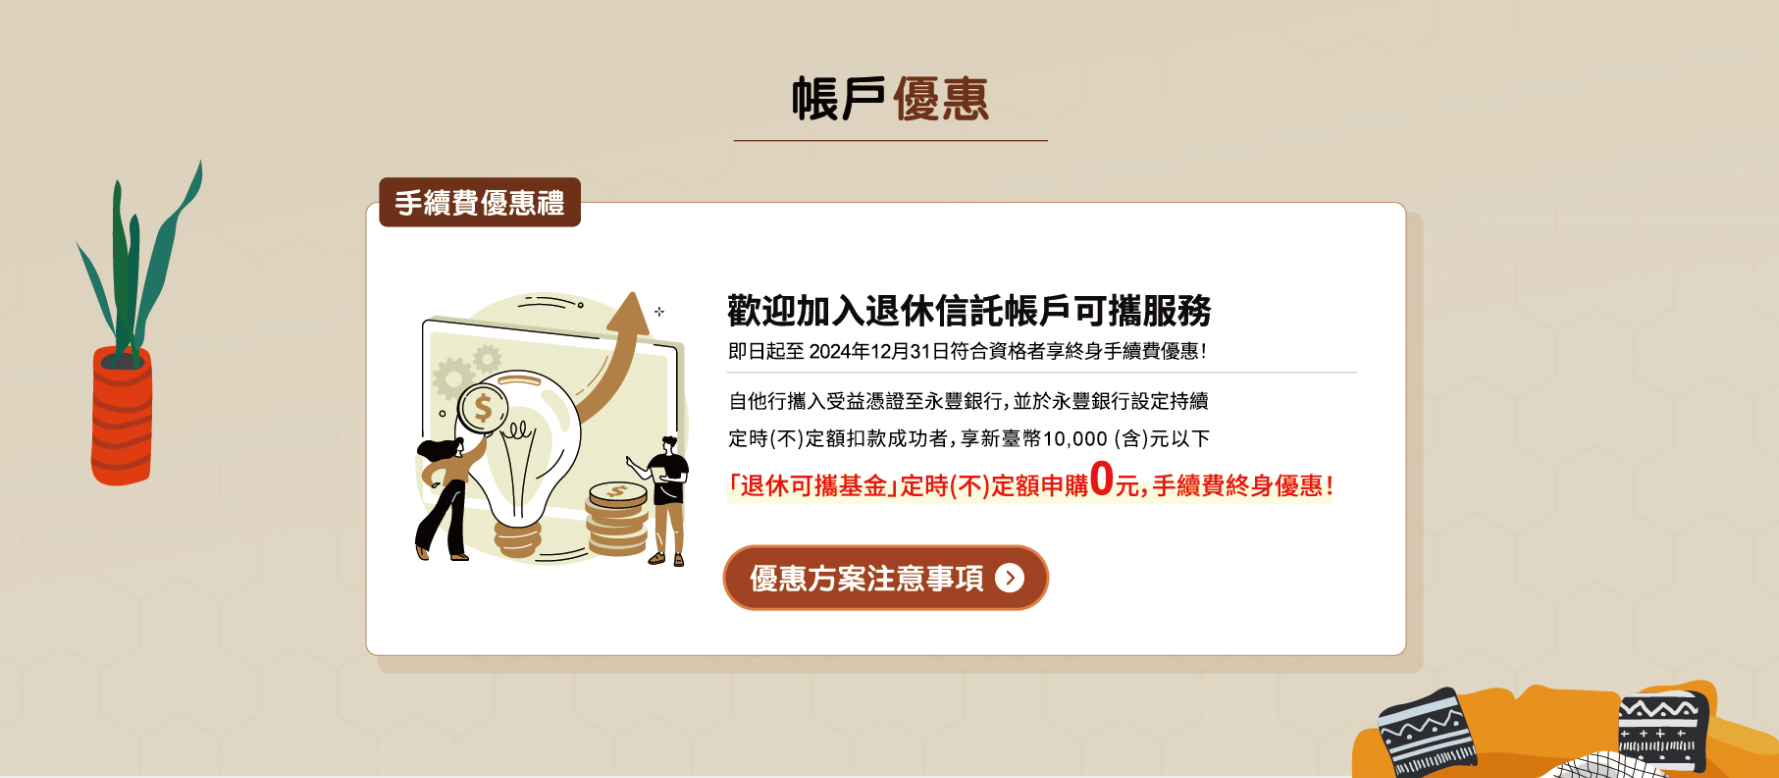 帳戶優惠
手續費優惠禮
歡迎加入退休信託帳戶可攜服務
即日起至 2024年12月31日符合資格者享終身手續費優惠!
自他行攜入受益憑證至永豐銀行,並於永豐銀行設定持續
定時(不)定額扣款成功者,享新臺幣10,000 (含)元以下
「退休可攜基金」定時(不)定額申購0元,手續費終身優惠!
優惠方案注意事項